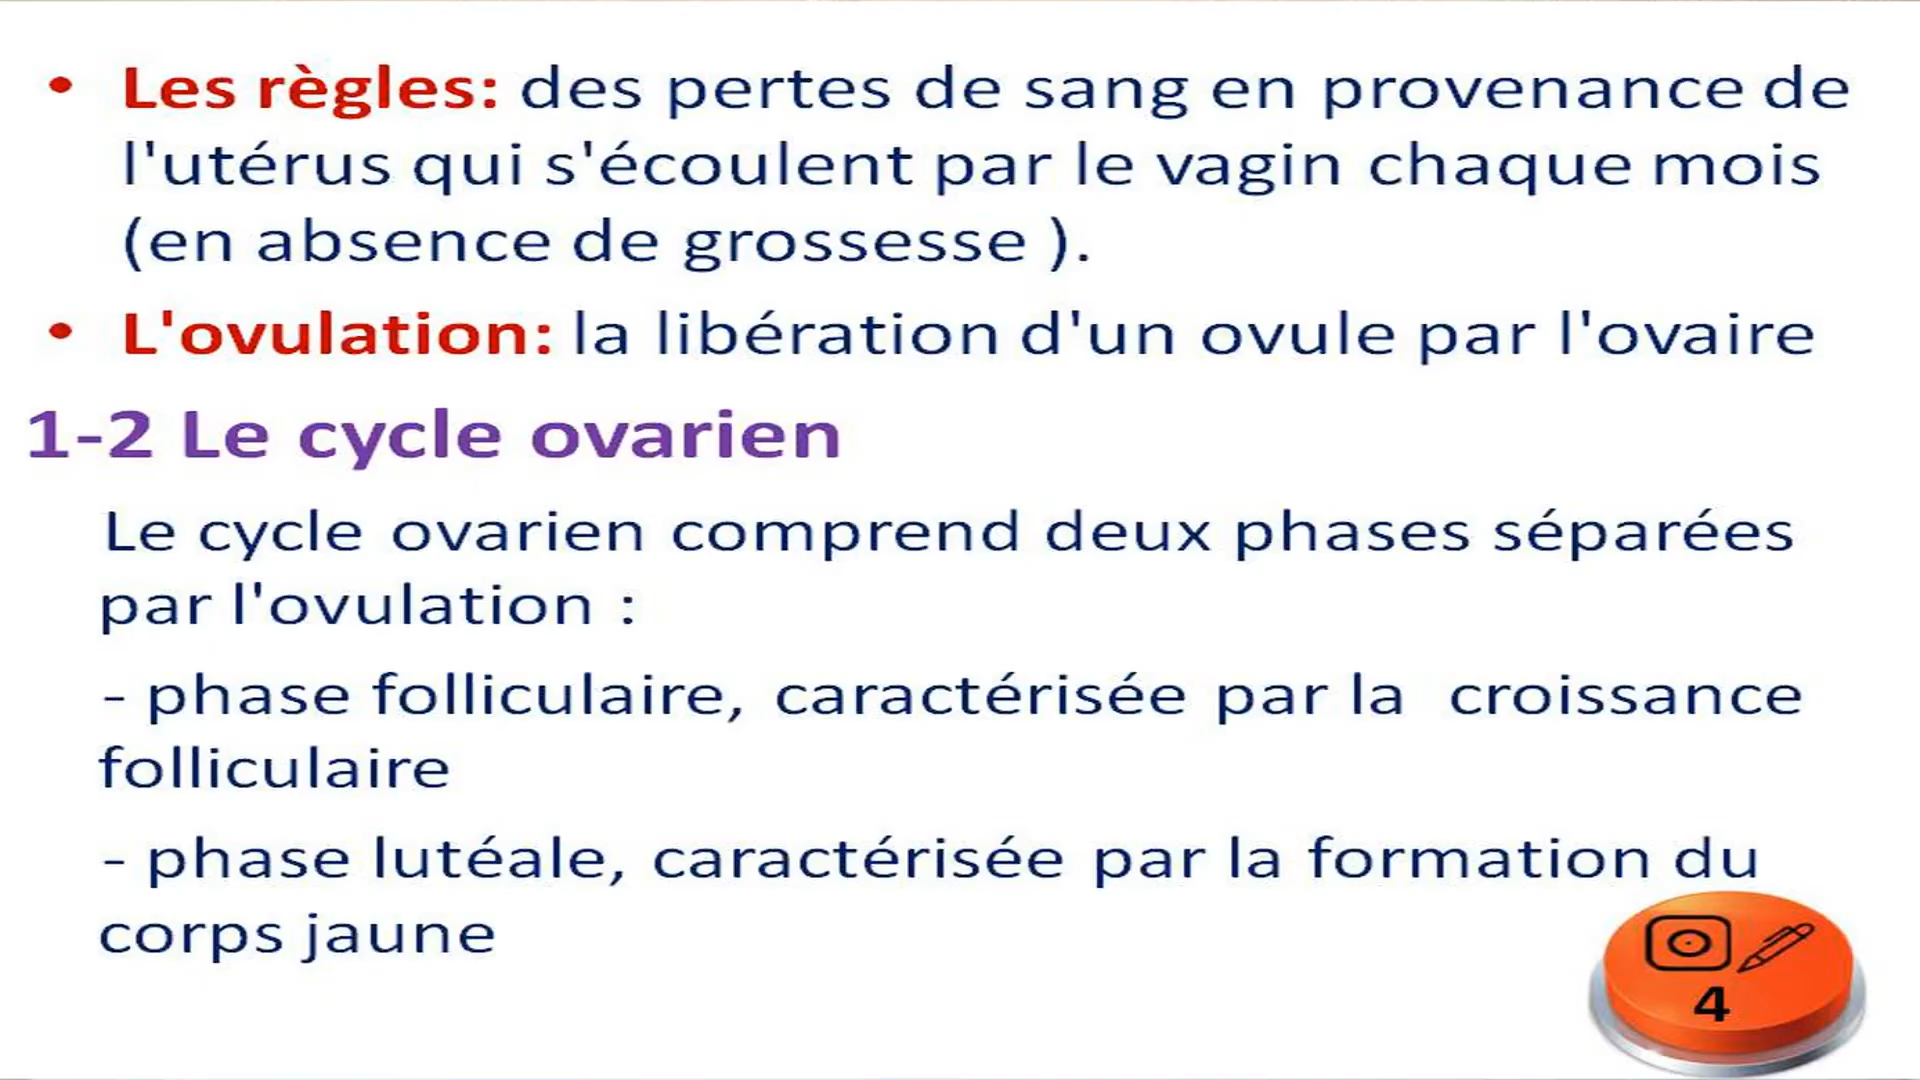 • Les règles: des pertes de sang en provenance de
l'utérus qui s'écoulent par le vagin chaque mois
(en absence de grossesse ).
• L'ovulation: la libération d'un ovule par l'ovaire
1-2 Le cycle ovarien
Le cycle ovarien comprend deux phases séparées
par l'ovulation :
- phase folliculaire, caractérisée par la croissance
folliculaire
- phase lutéale, caractérisée par la formation du
corps jaune
4